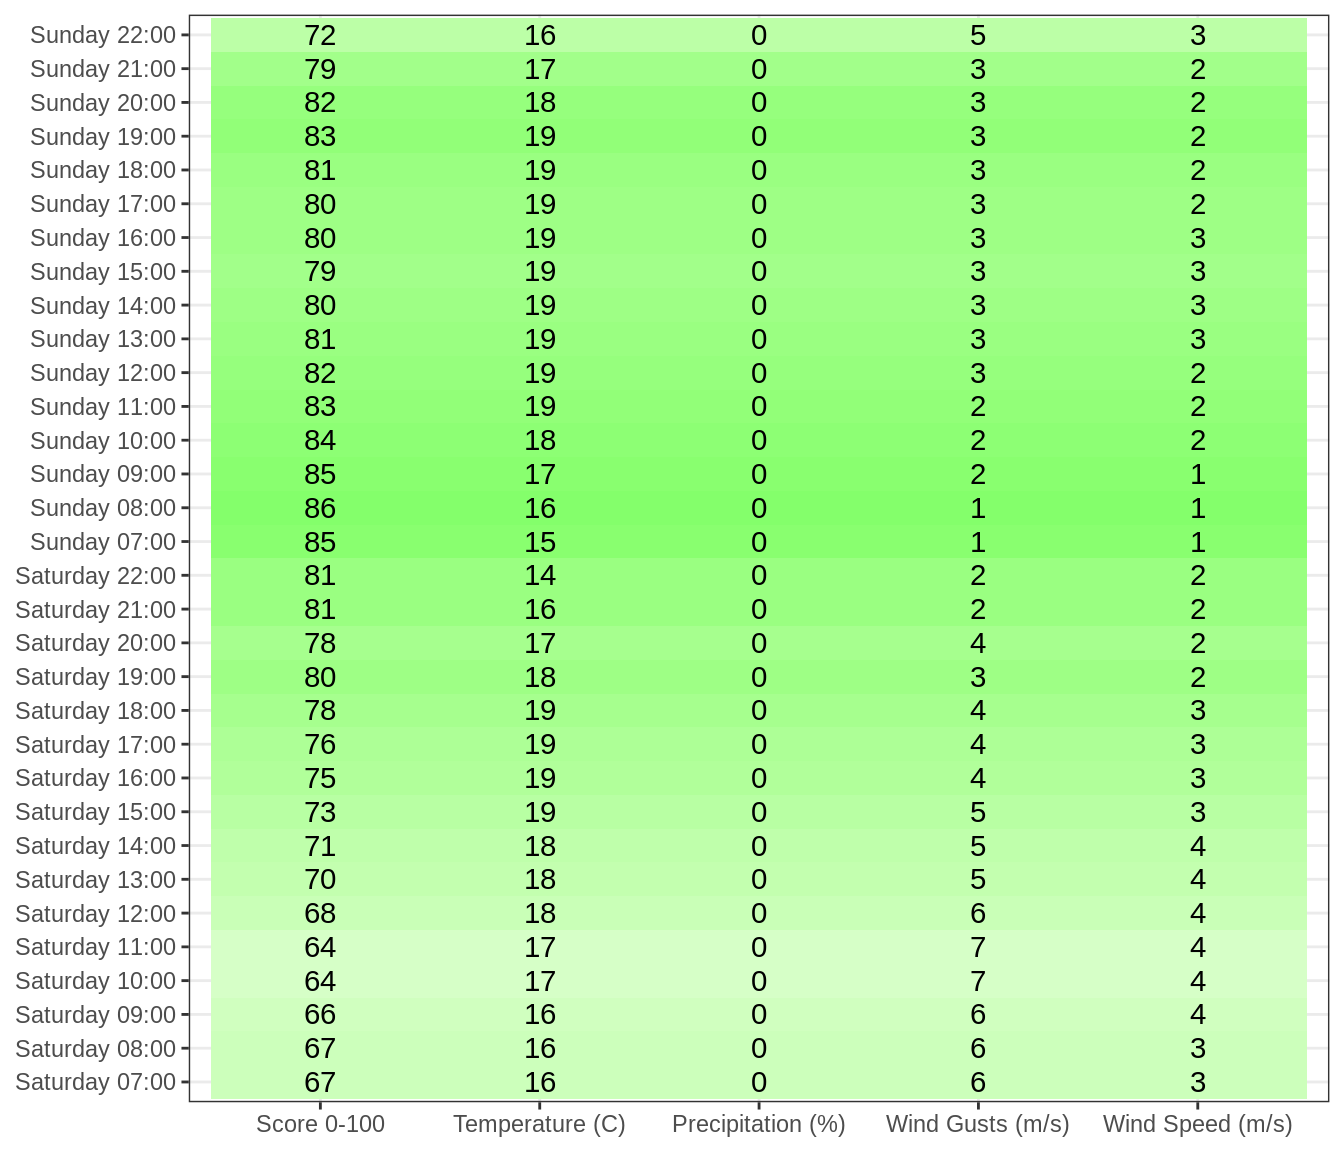 Sunday 22:00 72 16 0 5 3
Sunday 21:00 79 17 0 3 2
Sunday 20:00 82 18 0 3 2
Sunday 19:00 83 19 0 3 2
Sunday 18:00 81 19 0 3 2
Sunday 17:00 80 19 0 3 2
Sunday 16:00 80 19 0 3 3
Sunday 15:00 79 19 0 3 3
Sunday 14:00 80 19 0 3 3
Sunday 13:00 81 19 0 3 3
Sunday 12:00 82 19 0 3 2
Sunday 11:00 83 19 0 2 2
Sunday 10:00 84 18 0 2 2
Sunday 09:00 85 17 0 2 1
Sunday 08:00 86 16 0 1 1
Sunday 07:00 85 15 0 1 1
Saturday 22:00 81 14 0 2 2
Saturday 21:00 81 16 0 2 2
Saturday 20:00 78 17 0 4 2
Saturday 19:00 80 18 0 3 2
Saturday 18:00 78 19 0 4 3
Saturday 17:00 76 19 0 4 3
Saturday 16:00 75 19 0 4 3
Saturday 15:00 73 19 0 5 3
Saturday 14:00 71 18 0 5 4
Saturday 13:00 70 18 0 5 4
Saturday 12:00 68 18 0 6 4
Saturday 11:00 64 17 0 7 4
Saturday 10:00 64 17 0 7 4
Saturday 09:00 66 16 0 6 4
Saturday 08:00 67 16 0 6 3
Saturday 07:00 67 16 0 6 3
Score 0-100 Temperature (C) Precipitation (%) Wind Gusts (m/s) Wind Speed (m/s)